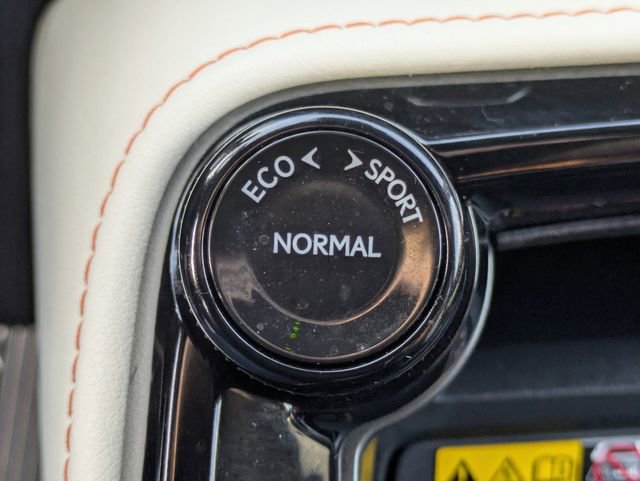 ECO < > SPORT
NORMAL